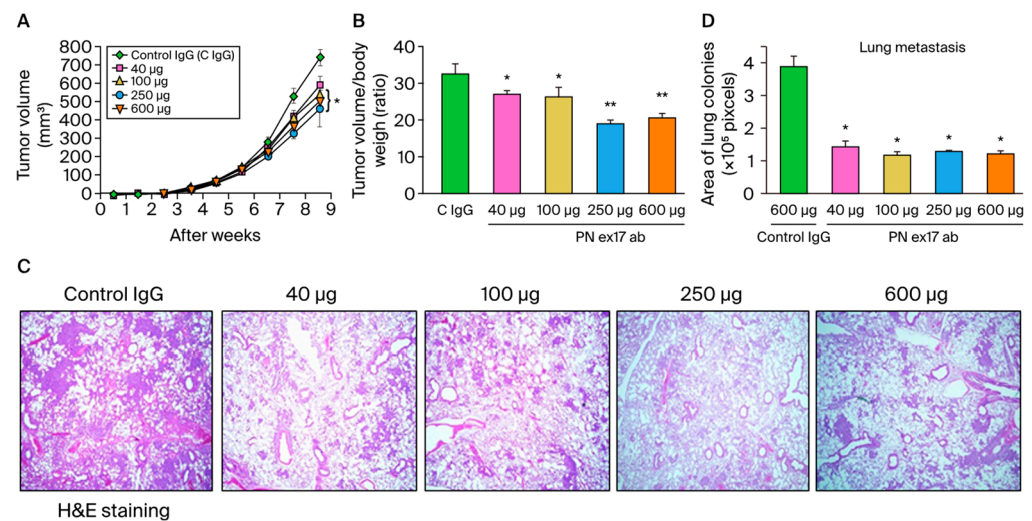 A
Tumor volume
(mm³)
800
700
600
500
400
300
200
100
0
0 1 2 3 4 5 6 7 8 9
After weeks
Control IgG (C IgG)
40 µg
100 µg
250 µg
600 µg
*
B
Tumor volume/body
weigh (ratio)
40
30
20
10
0
* * ** **
C IgG 40 µg 100 µg 250 µg 600 µg
PN ex17 ab
D
Lung metastasis
Area of lung colonies
(×10⁵ pixcels)
4
3
2
1
0
* * * *
600 µg 40 µg 100 µg 250 µg 600 µg
Control IgG PN ex17 ab
C
Control IgG 40 µg 100 µg 250 µg 600 µg
H&E staining